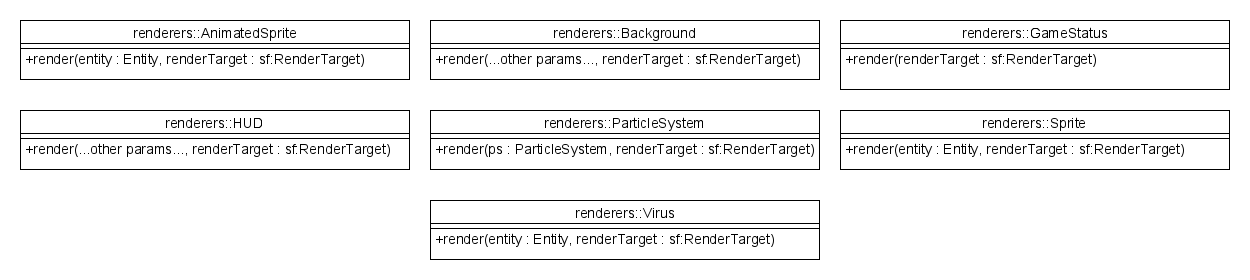 renderers::AnimatedSprite
+render(entity : Entity, renderTarget : sf:RenderTarget)
renderers::Background
+render(...other params..., renderTarget : sf:RenderTarget)
renderers::GameStatus
+render(renderTarget : sf:RenderTarget)
renderers::HUD
+render(...other params..., renderTarget : sf:RenderTarget)
renderers::ParticleSystem
+render(ps : ParticleSystem, renderTarget : sf:RenderTarget)
renderers::Sprite
+render(entity : Entity, renderTarget : sf:RenderTarget)
renderers::Virus
+render(entity : Entity, renderTarget : sf:RenderTarget)